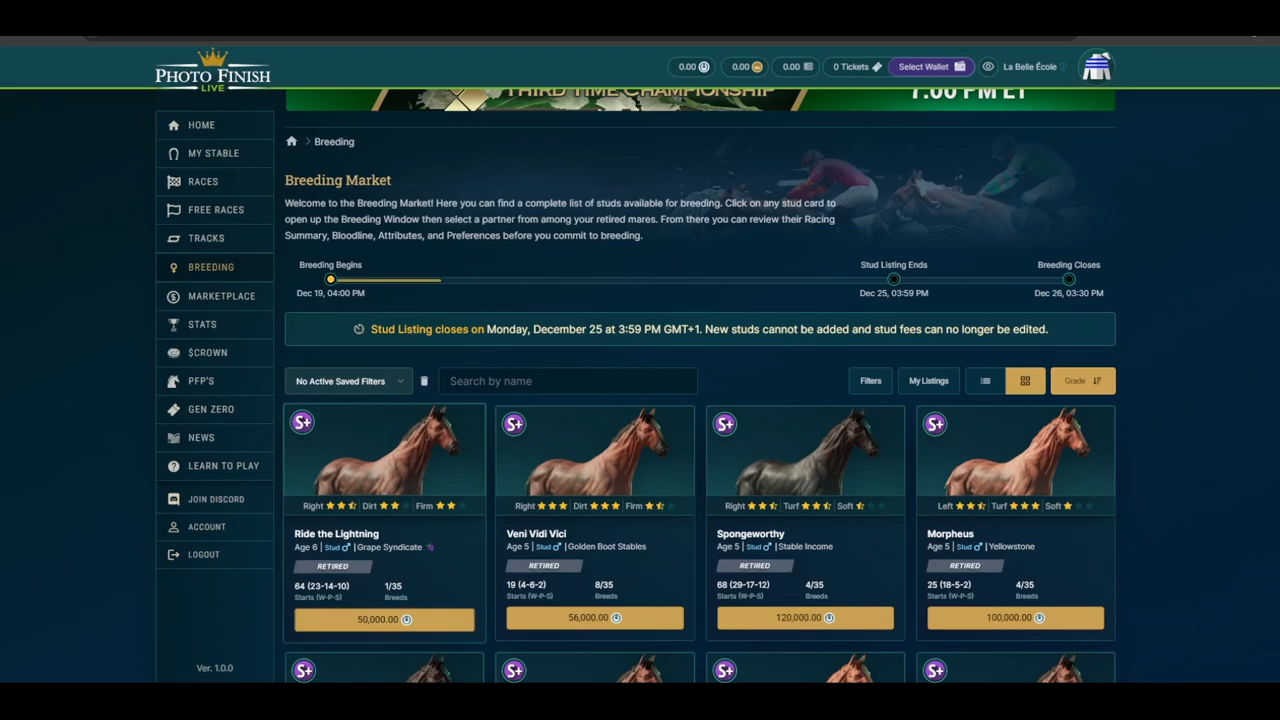 THIRD TIME CHAMPIONSHIP
7:00 PM ET
PHOTO FINISH
LIVE
0.00
0.00
0.00
0 Tickets
Select Wallet
La Belle École
HOME
MY STABLE
RACES
FREE RACES
TRACKS
BREEDING
MARKETPLACE
STATS
$CROWN
PFP'S
GEN ZERO
NEWS
LEARN TO PLAY
JOIN DISCORD
ACCOUNT
LOGOUT
Ver. 1.0.0
Breeding
Breeding Market
Welcome to the Breeding Market! Here you can find a complete list of studs available for breeding. Click on any stud card to
open up the Breeding Window then select a partner from among your retired mares. From there you can review their Racing
Summary, Bloodline, Attributes, and Preferences before you commit to breeding.
Breeding Begins
Stud Listing Ends
Breeding Closes
Dec 19, 04:00 PM
Dec 25, 03:59 PM
Dec 26, 03:30 PM
Stud Listing closes on Monday, December 25 at 3:59 PM GMT+1. New studs cannot be added and stud fees can no longer be edited.
No Active Saved Filters
Search by name
Filters
My Listings
Grade
S+
Right Dirt Firm
Ride the Lightning
Age 6 | Stud | Grape Syndicate
RETIRED
64 (23-14-10) 1/35
Starts (W-P-S) Breeds
50,000.00
S+
Right Dirt Firm
Veni Vidi Vici
Age 5 | Stud | Golden Boot Stables
RETIRED
19 (4-6-2) 8/35
Starts (W-P-S) Breeds
56,000.00
S+
Right Turf Soft
Spongeworthy
Age 5 | Stud | Stable Income
RETIRED
68 (29-17-12) 4/35
Starts (W-P-S) Breeds
120,000.00
S+
Left Turf Soft
Morpheus
Age 5 | Stud | Yellowstone
RETIRED
25 (18-5-2) 4/35
Starts (W-P-S) Breeds
100,000.00
S+
S+
S+
S+